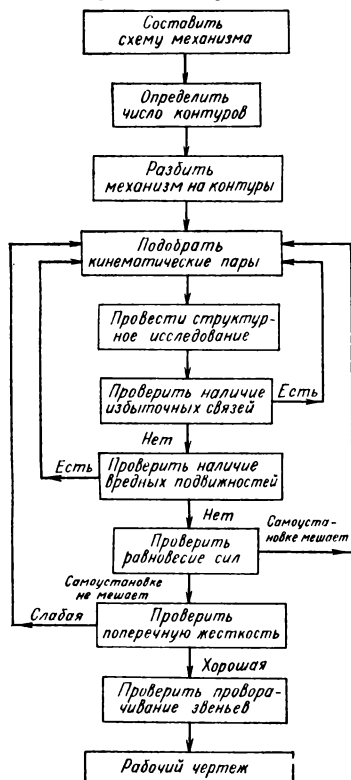 Составить
схему механизма
Определить
число контуров
Разбить
механизм на контуры
Подобрать
кинематические пары
Провести структур-
ное исследование
Проверить наличие
избыточных связей
Есть
Нет
Проверить наличие
вредных подвижностей
Есть
Нет
Проверить
равновесие сил
Самоуста-
новке мешает
Самоустановке
не мешает
Проверить
поперечную жесткость
Слабая
Хорошая
Проверить провора-
чивание звеньев
Рабочий чертеж